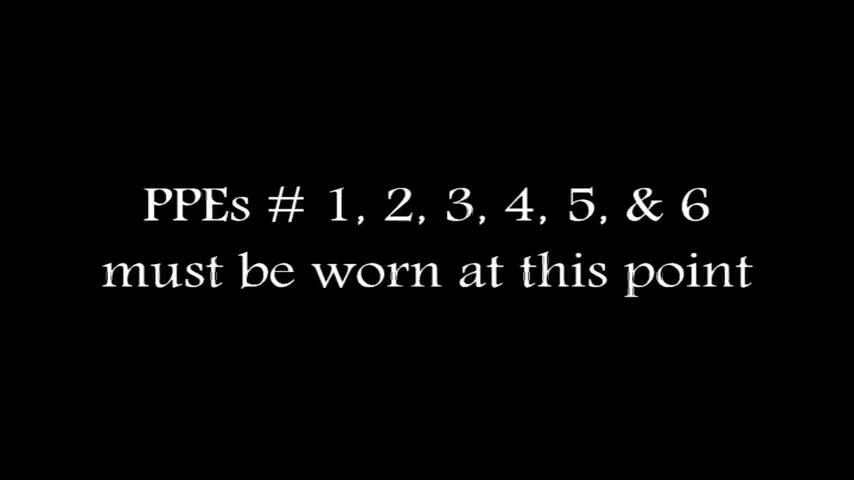 PPEs # 1, 2, 3, 4, 5, & 6
must be worn at this point